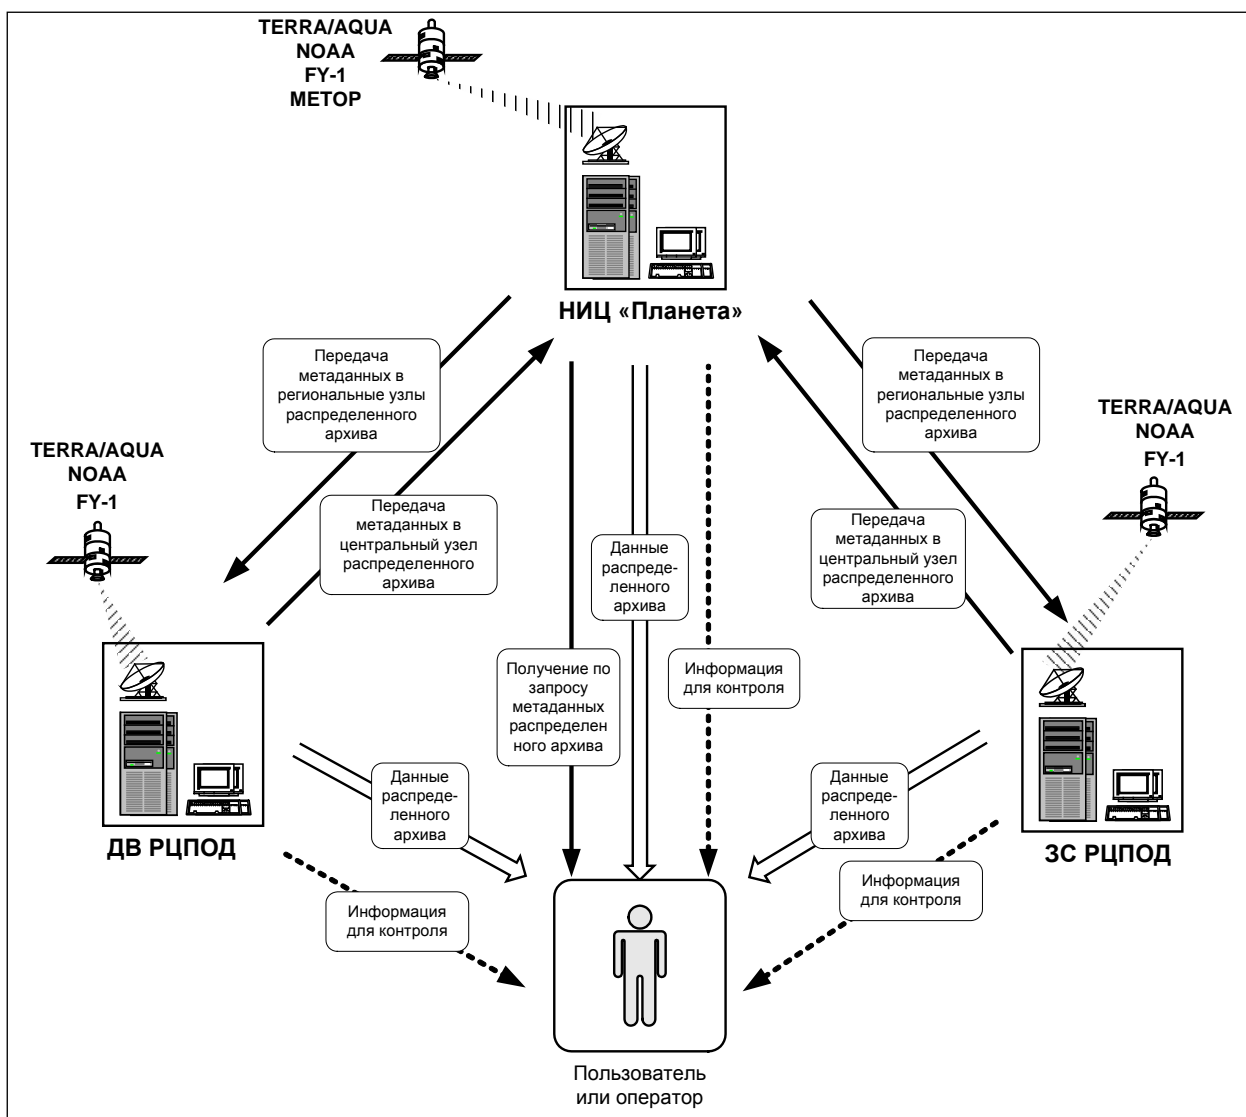 TERRA/AQUA
NOAA
FY-1
МЕТОР
НИЦ «Планета»
Передача
метаданных в
региональные узлы
распределенного
архива
Передача
метаданных в
региональные узлы
распределенного
архива
TERRA/AQUA
NOAA
FY-1
TERRA/AQUA
NOAA
FY-1
Передача
метаданных в
центральный узел
распределенного
архива
Передача
метаданных в
центральный узел
распределенного
архива
Данные
распреде-
ленного
архива
Получение по
запросу
метаданных
распределен
ного архива
Информация
для контроля
Данные
распреде-
ленного
архива
Данные
распреде-
ленного
архива
ДВ РЦПОД
ЗС РЦПОД
Информация
для контроля
Информация
для контроля
Пользователь
или оператор